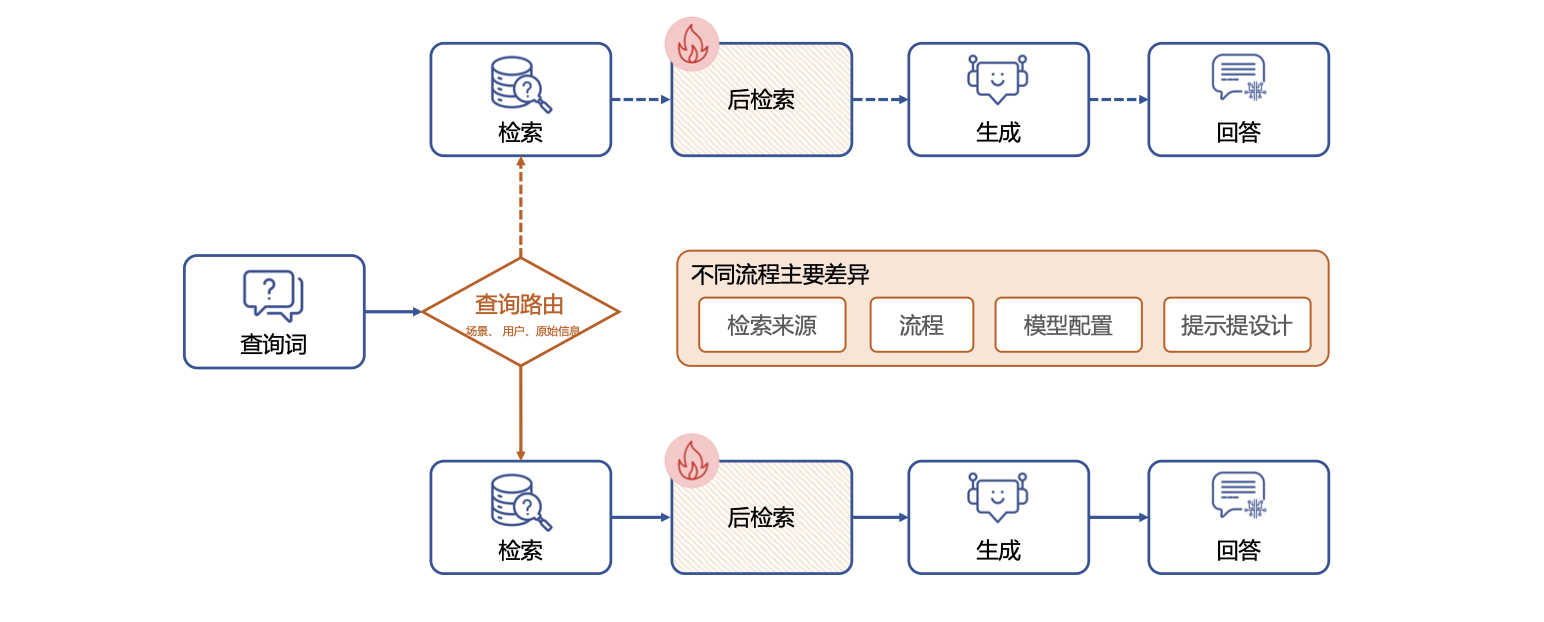 检索
后检索
生成
回答
查询词
查询路由
场景、 用户、原始信息
不同流程主要差异
检索来源
流程
模型配置
提示提设计
检索
后检索
生成
回答